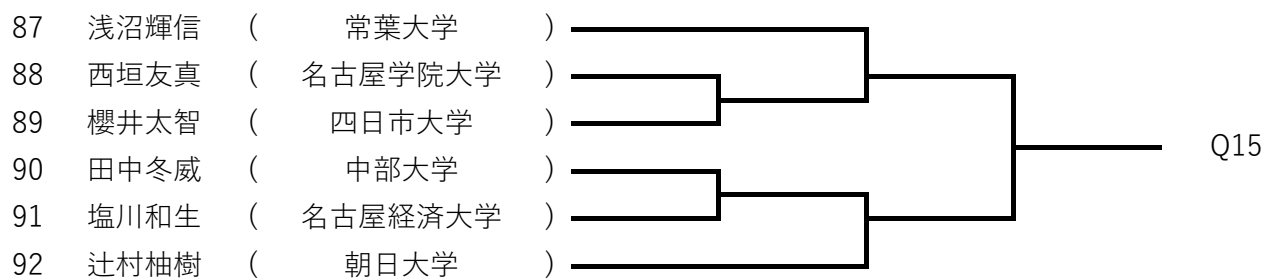 87 浅沼輝信 ( 常葉大学 )
88 西垣友真 ( 名古屋学院大学 )
89 櫻井太智 ( 四日市大学 )
Q15
90 田中冬威 ( 中部大学 )
91 塩川和生 ( 名古屋経済大学 )
92 辻村柚樹 ( 朝日大学 )